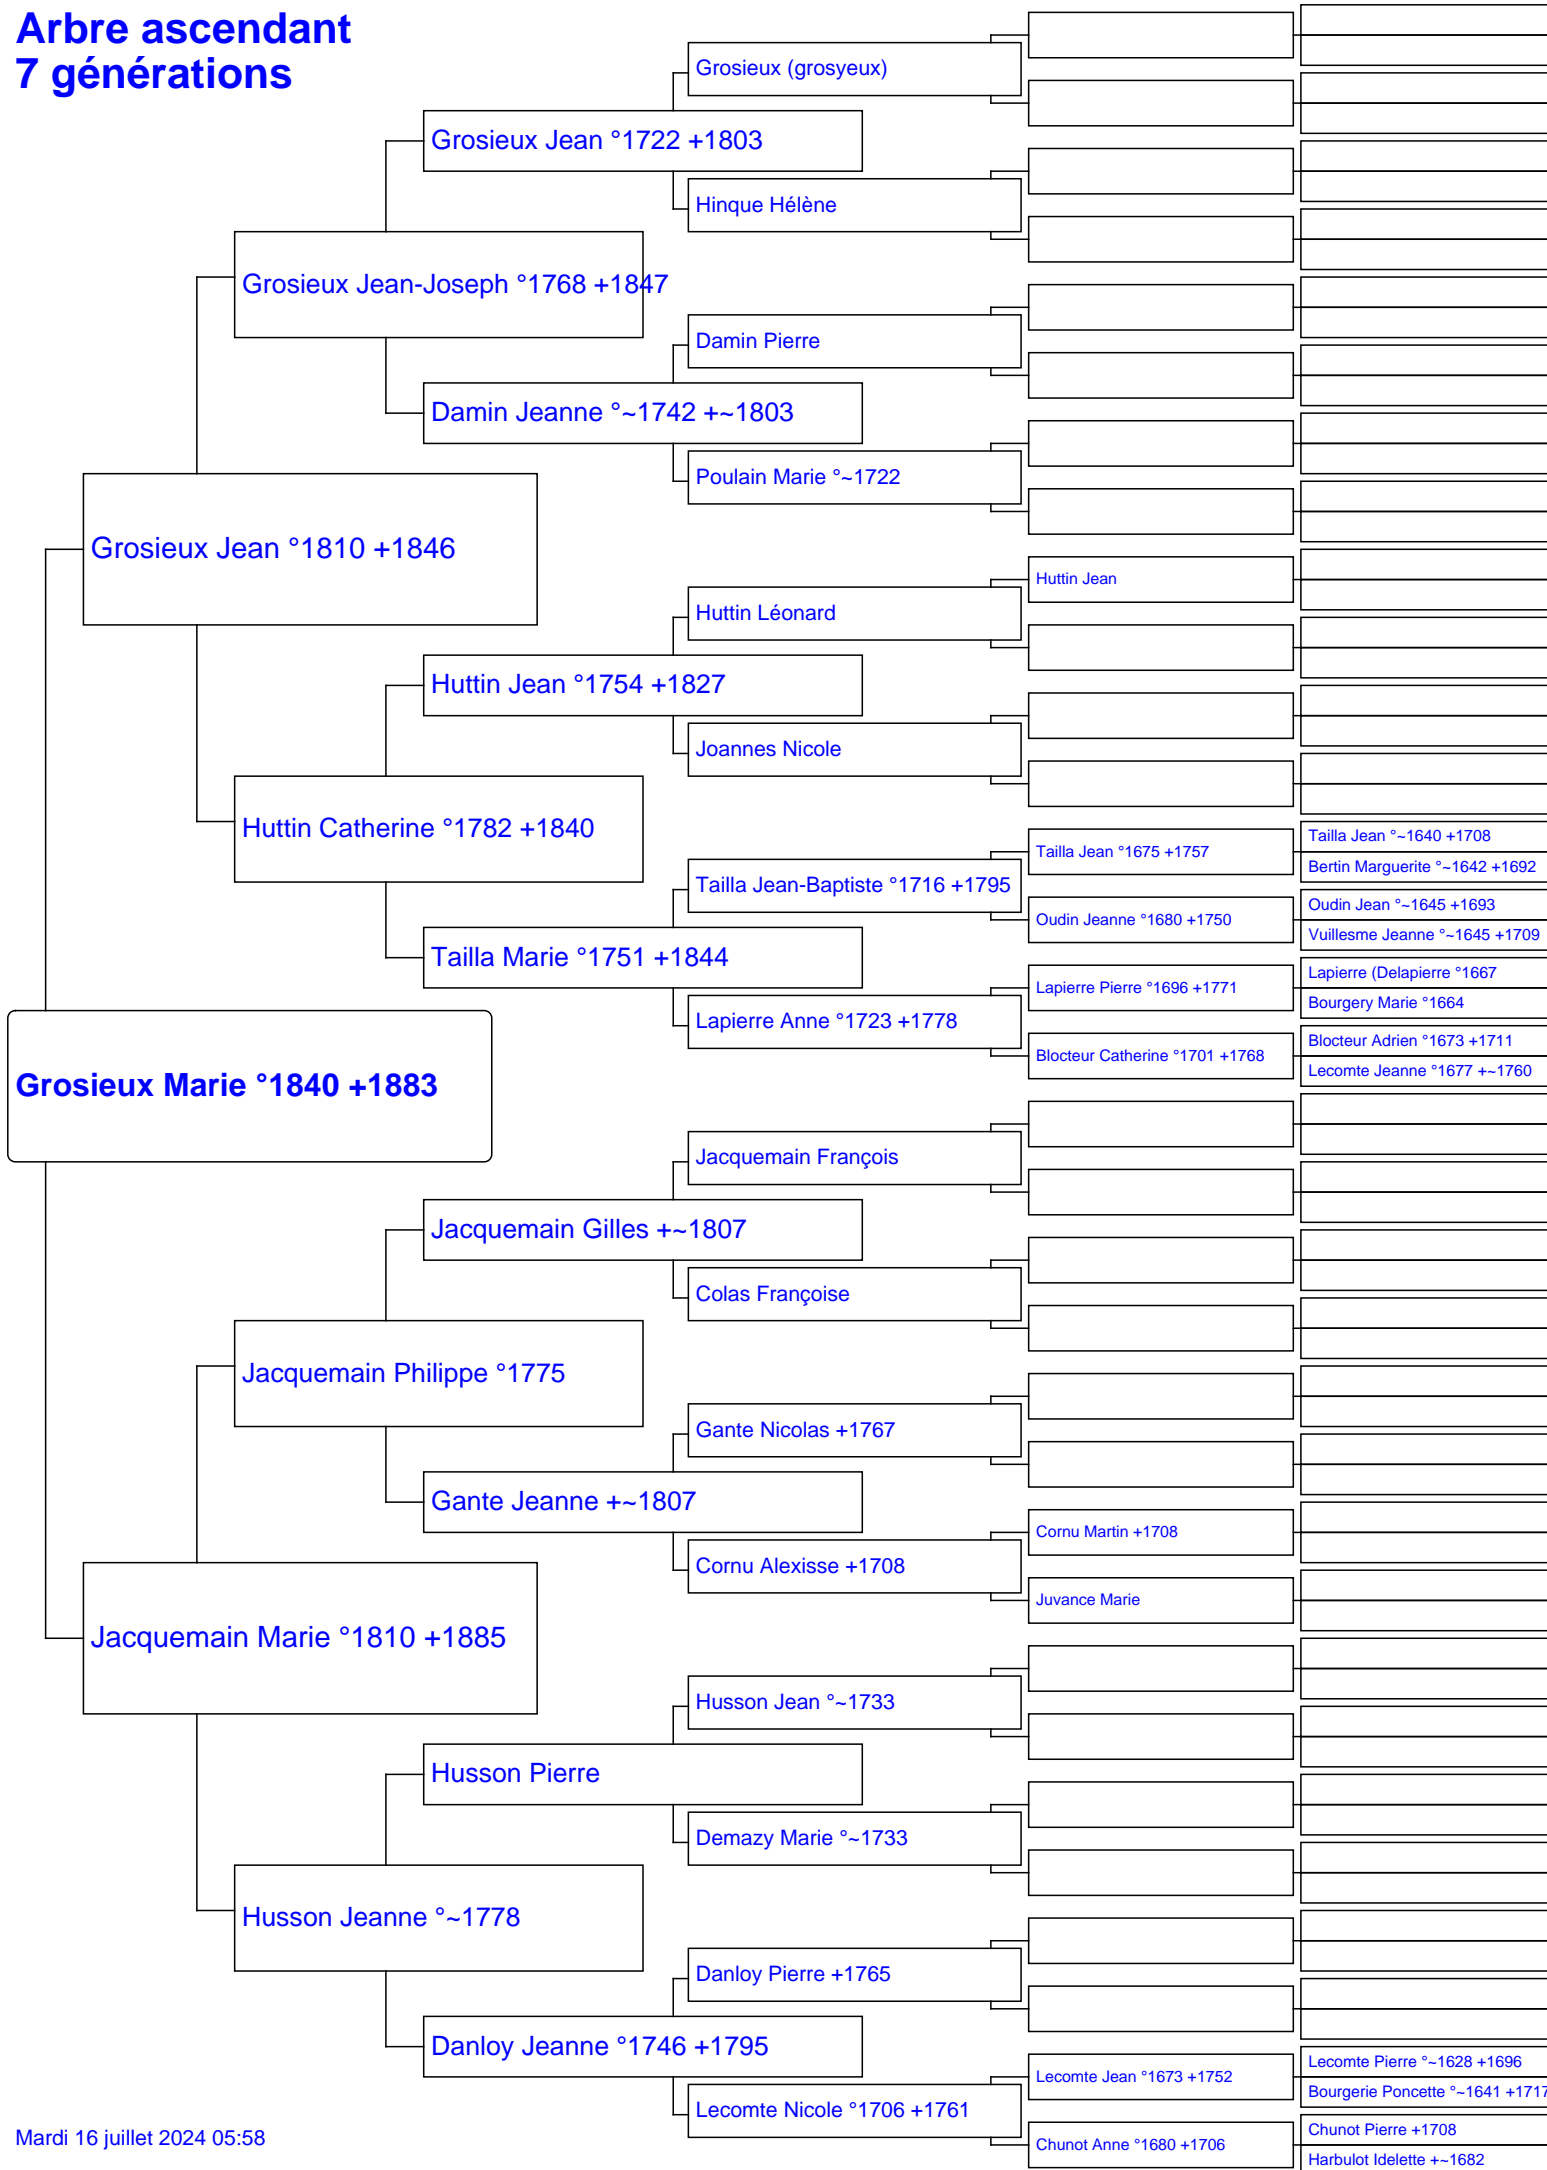 Arbre ascendant
7 générations
Grosieux (grosyeux)
Grosieux Jean °1722 +1803
Hinque Hélène
Grosieux Jean-Joseph °1768 +1847
Damin Pierre
Damin Jeanne °~1742 +~1803
Poulain Marie °~1722
Grosieux Jean °1810 +1846
Huttin Jean
Huttin Léonard
Huttin Jean °1754 +1827
Joannes Nicole
Huttin Catherine °1782 +1840
Tailla Jean °~1640 +1708
Tailla Jean °1675 +1757
Bertin Marguerite °~1642 +1692
Tailla Jean-Baptiste °1716 +1795
Oudin Jean °~1645 +1693
Oudin Jeanne °1680 +1750
Vuillesme Jeanne °~1645 +1709
Tailla Marie °1751 +1844
Lapierre (Delapierre °1667
Lapierre Pierre °1696 +1771
Bourgery Marie °1664
Lapierre Anne °1723 +1778
Blocteur Adrien °1673 +1711
Blocteur Catherine °1701 +1768
Lecomte Jeanne °1677 +~1760
Grosieux Marie °1840 +1883
Jacquemain François
Jacquemain Gilles +~1807
Colas Françoise
Jacquemain Philippe °1775
Gante Nicolas +1767
Gante Jeanne +~1807
Cornu Martin +1708
Cornu Alexisse +1708
Juvance Marie
Jacquemain Marie °1810 +1885
Husson Jean °~1733
Husson Pierre
Demazy Marie °~1733
Husson Jeanne °~1778
Danloy Pierre +1765
Danloy Jeanne °1746 +1795
Lecomte Pierre °~1628 +1696
Lecomte Jean °1673 +1752
Bourgerie Poncette °~1641 +1717
Lecomte Nicole °1706 +1761
Chunot Pierre +1708
Chunot Anne °1680 +1706
Harbulot Idelette +~1682
Mardi 16 juillet 2024 05:58